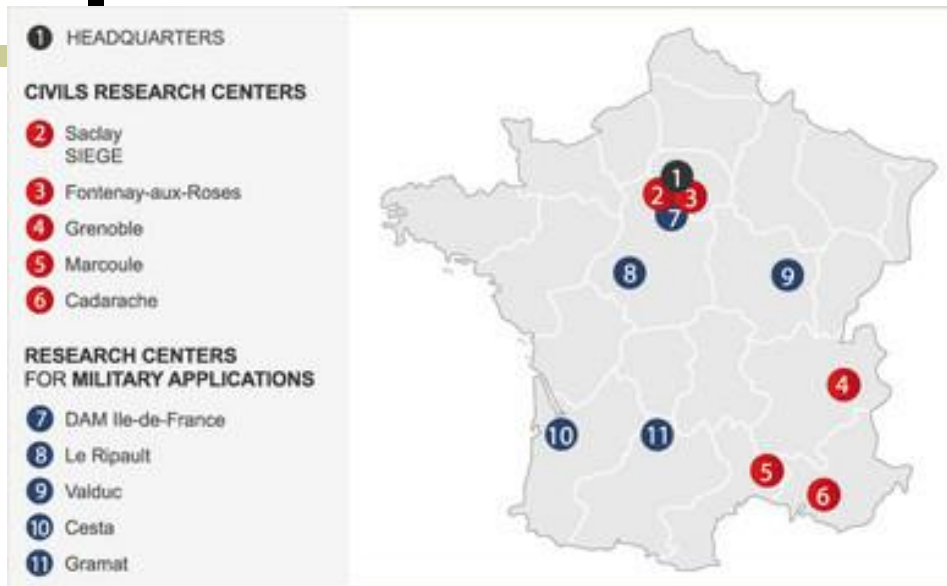 1 HEADQUARTERS
CIVILS RESEARCH CENTERS
2 Saclay
SIEGE
3 Fontenay-aux-Roses
4 Grenoble
5 Marcoule
6 Cadarache
RESEARCH CENTERS
FOR MILITARY APPLICATIONS
7 DAM Ile-de-France
8 Le Ripault
9 Valduc
10 Cesta
11 Gramat
1
2 3
7
8 9
4
10 11
5
6